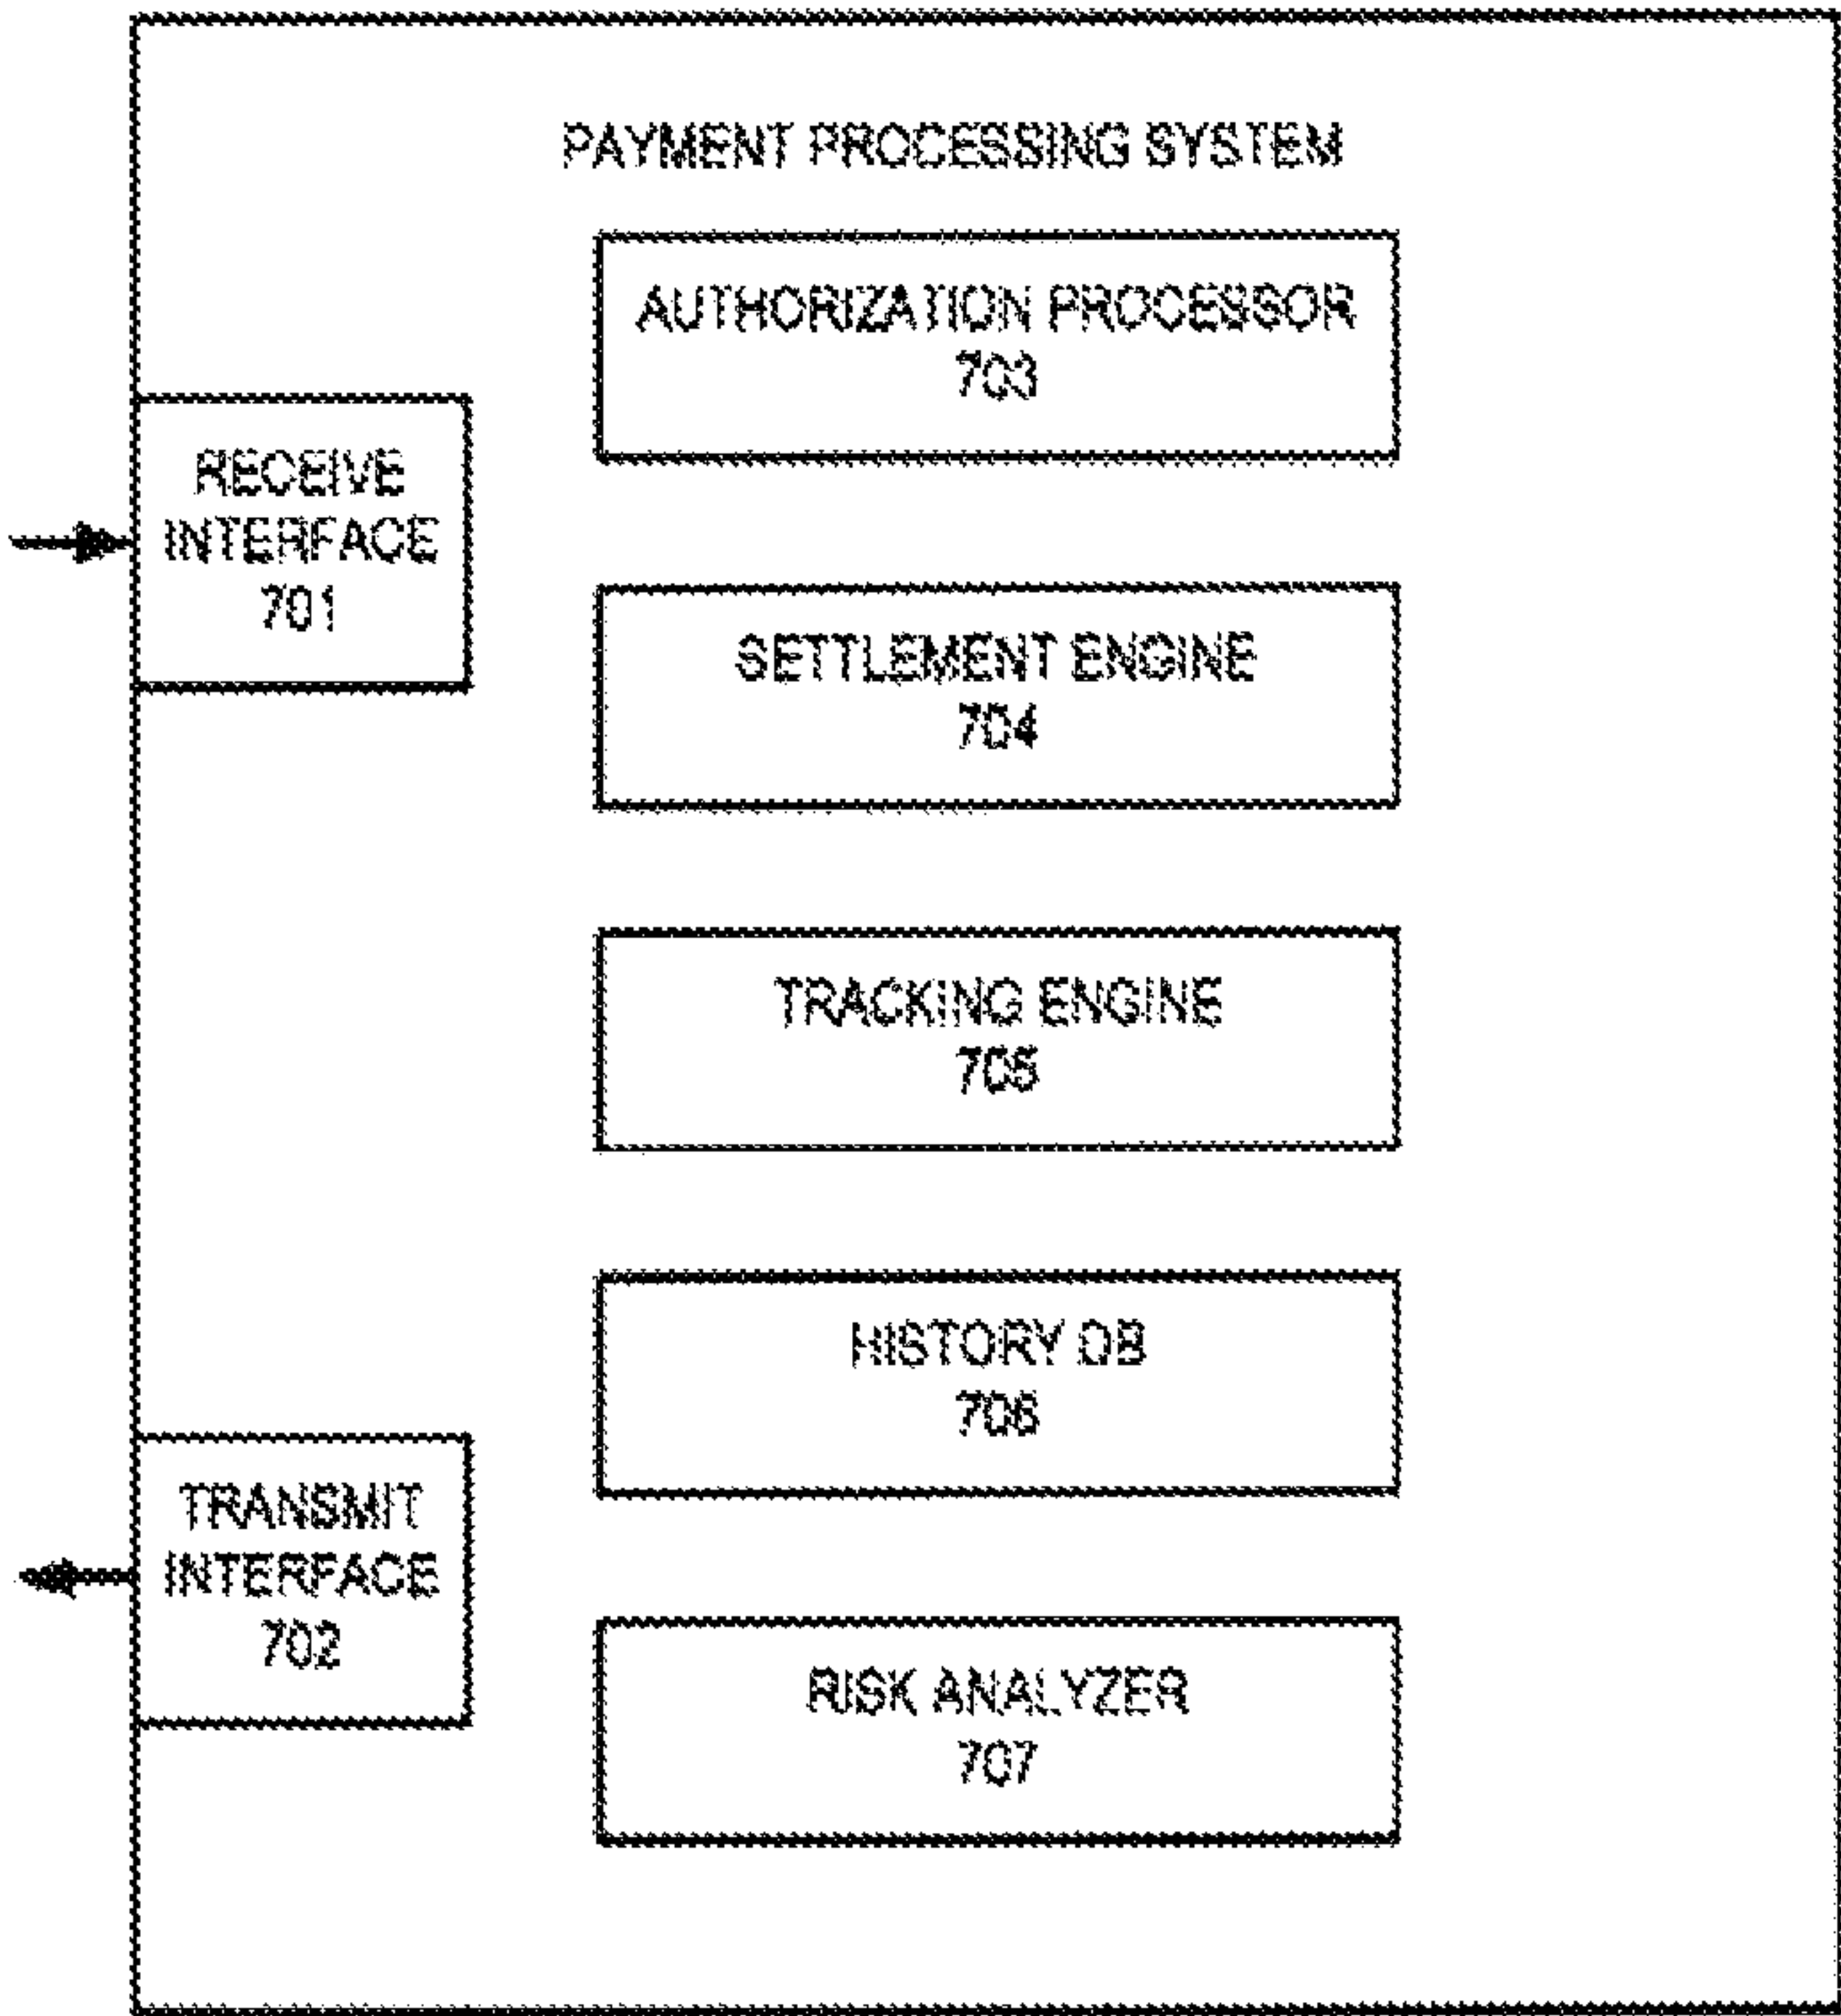 PAYMENT PROCESSING SYSTEM
AUTHORIZATION PROCESSOR
703
RECEIVE
INTERFACE
701
SETTLEMENT ENGINE
704
TRACKING ENGINE
705
HISTORY DB
706
TRANSMIT
INTERFACE
702
RISK ANALYZER
707